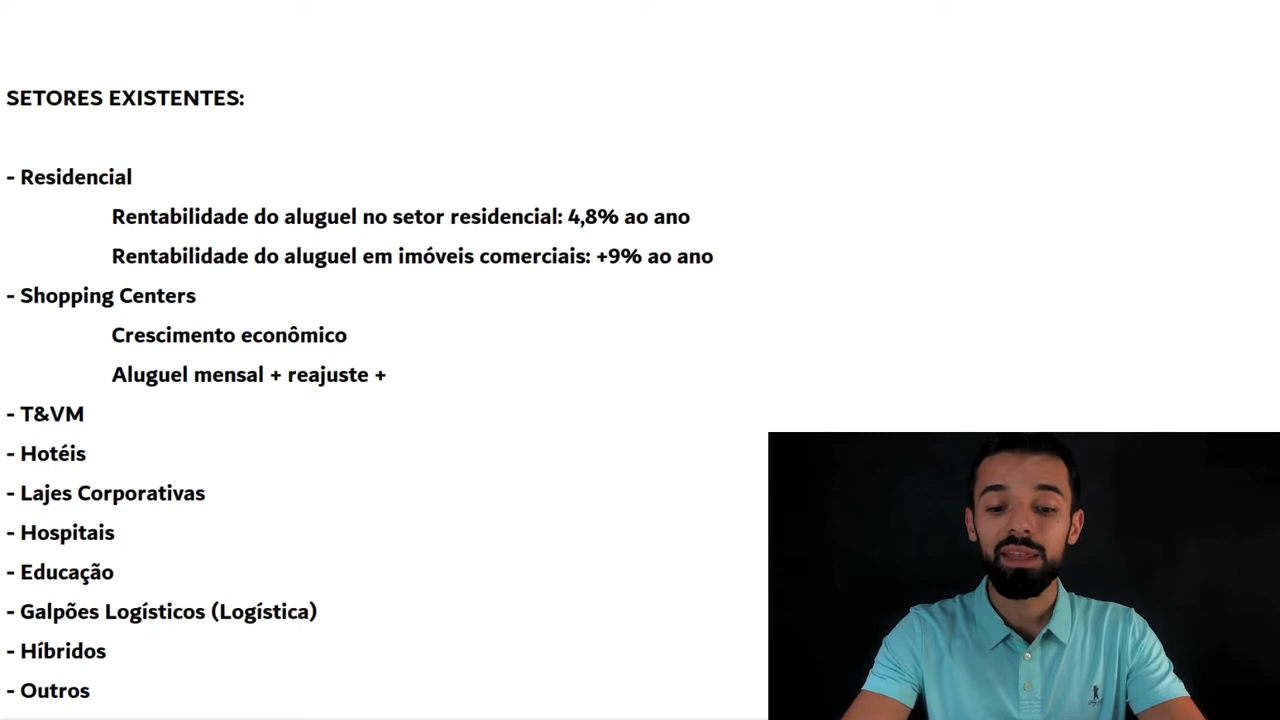 SETORES EXISTENTES:
- Residencial
Rentabilidade do aluguel no setor residencial: 4,8% ao ano
Rentabilidade do aluguel em imóveis comerciais: +9% ao ano
- Shopping Centers
Crescimento econômico
Aluguel mensal + reajuste +
- T&VM
- Hotéis
- Lajes Corporativas
- Hospitais
- Educação
- Galpões Logísticos (Logística)
- Híbridos
- Outros